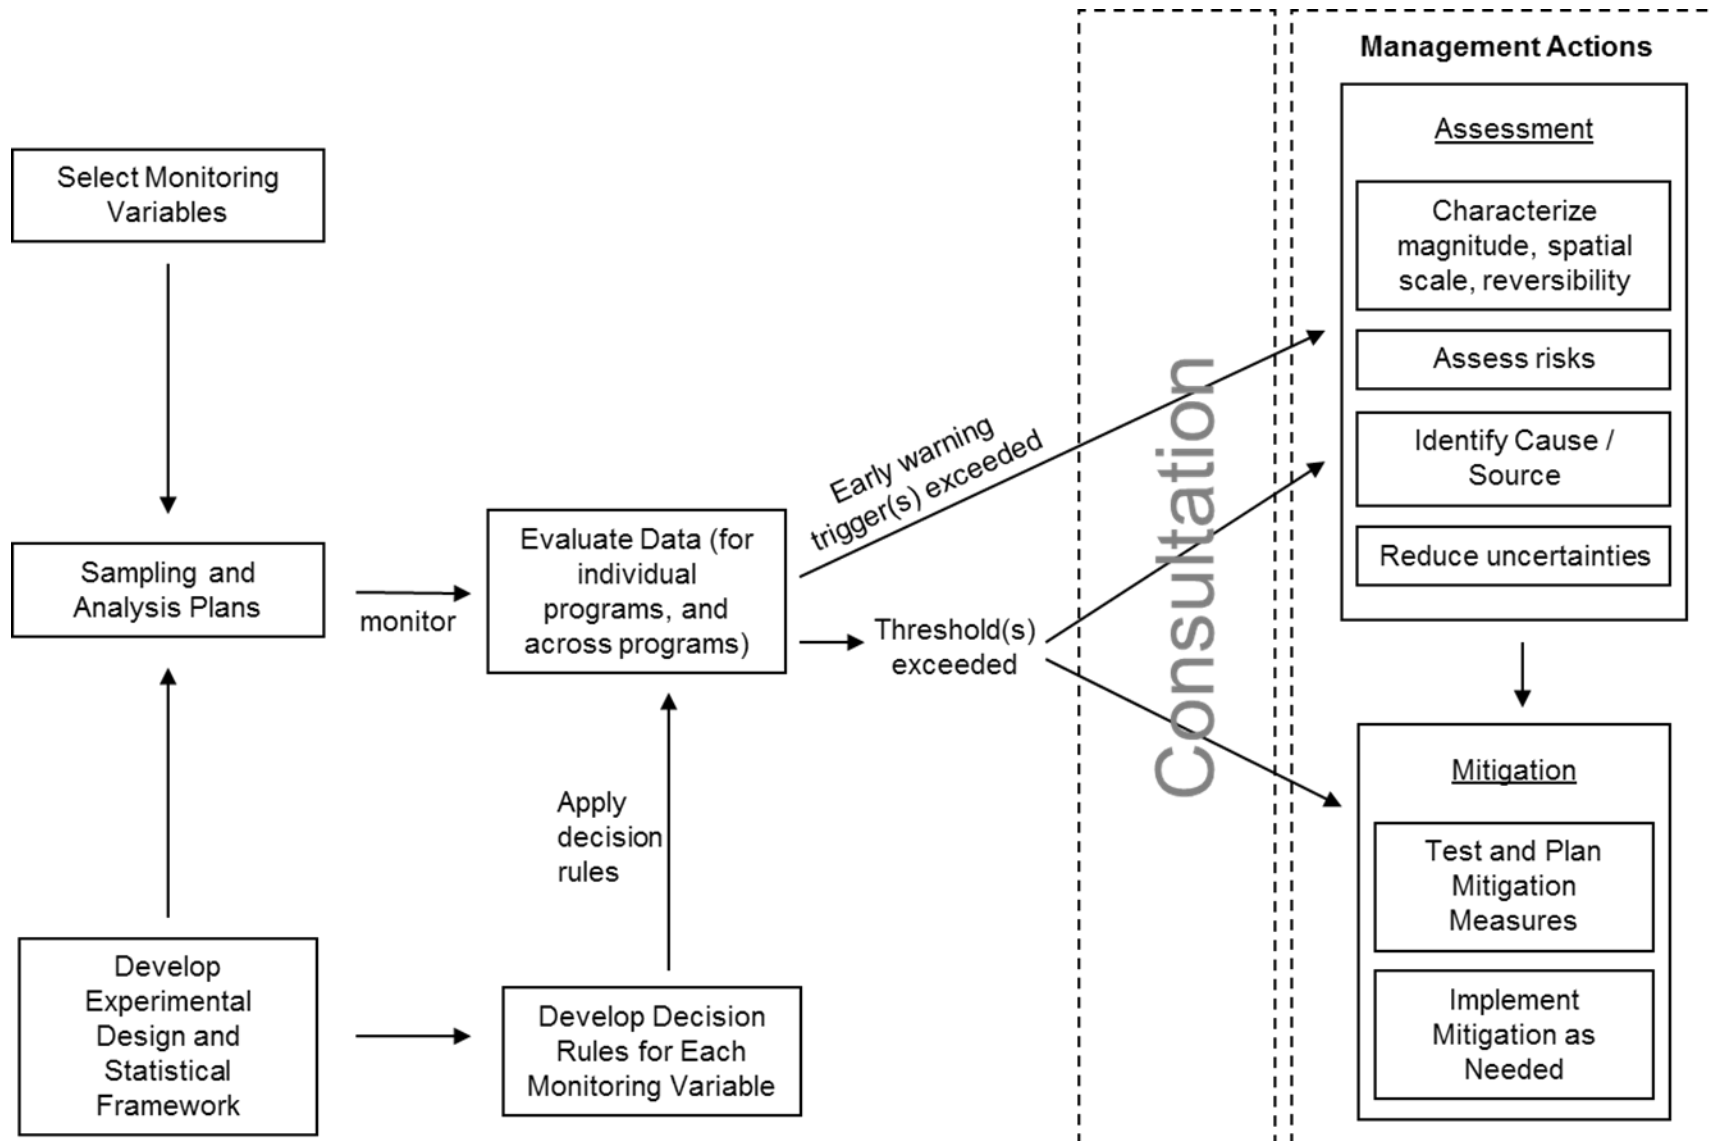 Management Actions
Assessment
Characterize
magnitude, spatial
scale, reversibility
Assess risks
Identify Cause /
Source
Reduce uncertainties
Select Monitoring
Variables
Sampling and
Analysis Plans
monitor
Evaluate Data (for
individual
programs, and
across programs)
Early warning
trigger(s) exceeded
Threshold(s)
exceeded
Consultation
Apply
decision
rules
Develop
Experimental
Design and
Statistical
Framework
Develop Decision
Rules for Each
Monitoring Variable
Mitigation
Test and Plan
Mitigation
Measures
Implement
Mitigation as
Needed